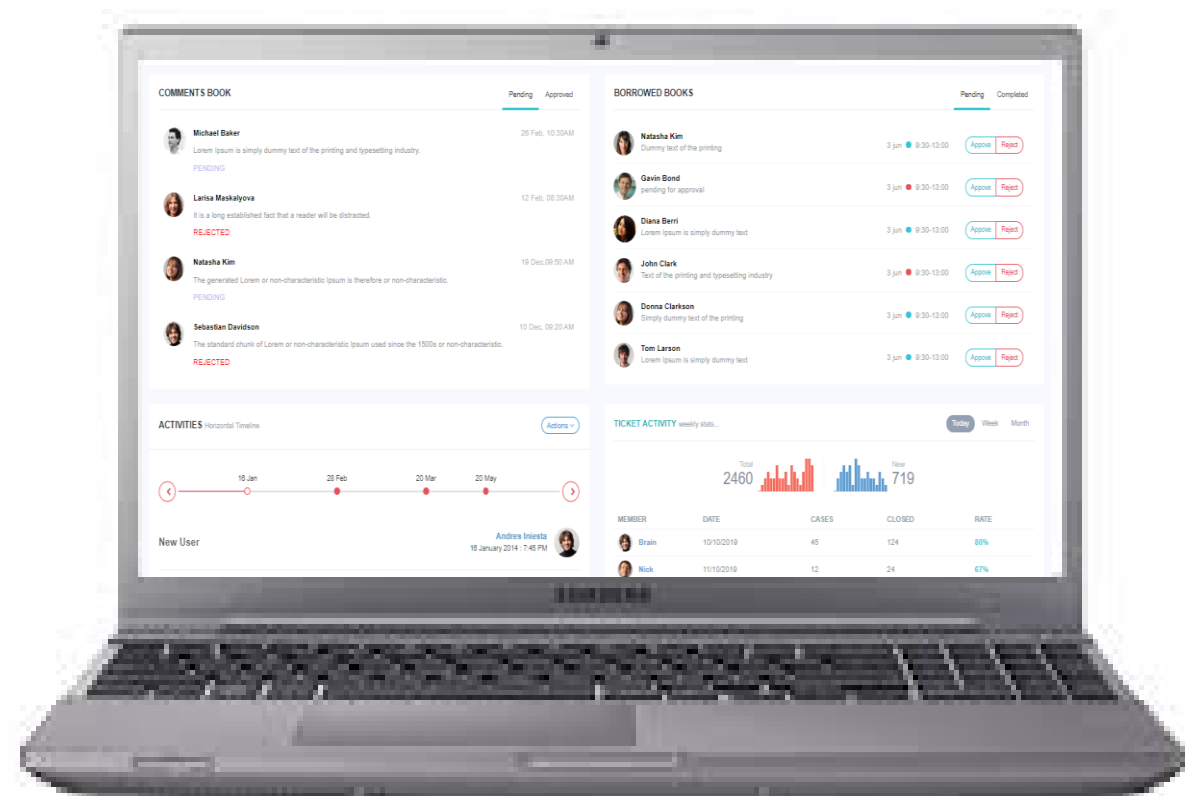 COMMENTS BOOK
Pending Approved
Michael Baker
26 Feb, 10:30AM
Lorem Ipsum is simply dummy text of the printing and typesetting industry.
PENDING
Larisa Maskalyova
12 Feb, 08:30AM
It is a long established fact that a reader will be distracted.
REJECTED
Natasha Kim
19 Dec,09:50 AM
The generated Lorem or non-characteristic Ipsum is therefore or non-characteristic.
PENDING
Sebastian Davidson
10 Dec, 09:20 AM
The standard chunk of Lorem or non-characteristic Ipsum used since the 1500s or non-characteristic.
REJECTED
BORROWED BOOKS
Pending Completed
Natasha Kim
Dummy text of the printing
3 jun 9:30-13:00 Appove Reject
Gavin Bond
pending for approval
3 jun 9:30-13:00 Appove Reject
Diana Berri
Lorem Ipsum is simply dummy text
3 jun 9:30-13:00 Appove Reject
John Clark
Text of the printing and typesetting industry
3 jun 9:30-13:00 Appove Reject
Donna Clarkson
Simply dummy text of the printing
3 jun 9:30-13:00 Appove Reject
Tom Larson
Lorem Ipsum is simply dummy text
3 jun 9:30-13:00 Appove Reject
ACTIVITIES Horizontal Timeline
Actions
16 Jan 28 Feb 20 Mar 20 May
New User
Andres Iniesta
16 January 2014 : 7:45 PM
TICKET ACTIVITY weekly stats...
Today Week Month
Total
2460
New
719
MEMBER DATE CASES CLOSED RATE
Brain 10/10/2019 45 124 80%
Nick 11/10/2019 12 24 67%